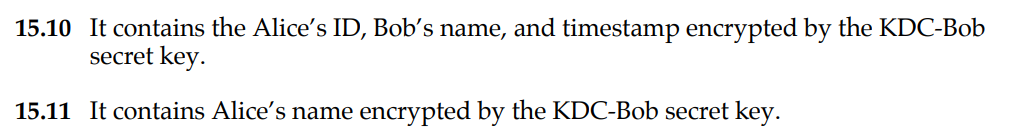 15.10 It contains the Alice’s ID, Bob’s name, and timestamp encrypted by the KDC-Bob
secret key.
15.11 It contains Alice’s name encrypted by the KDC-Bob secret key.